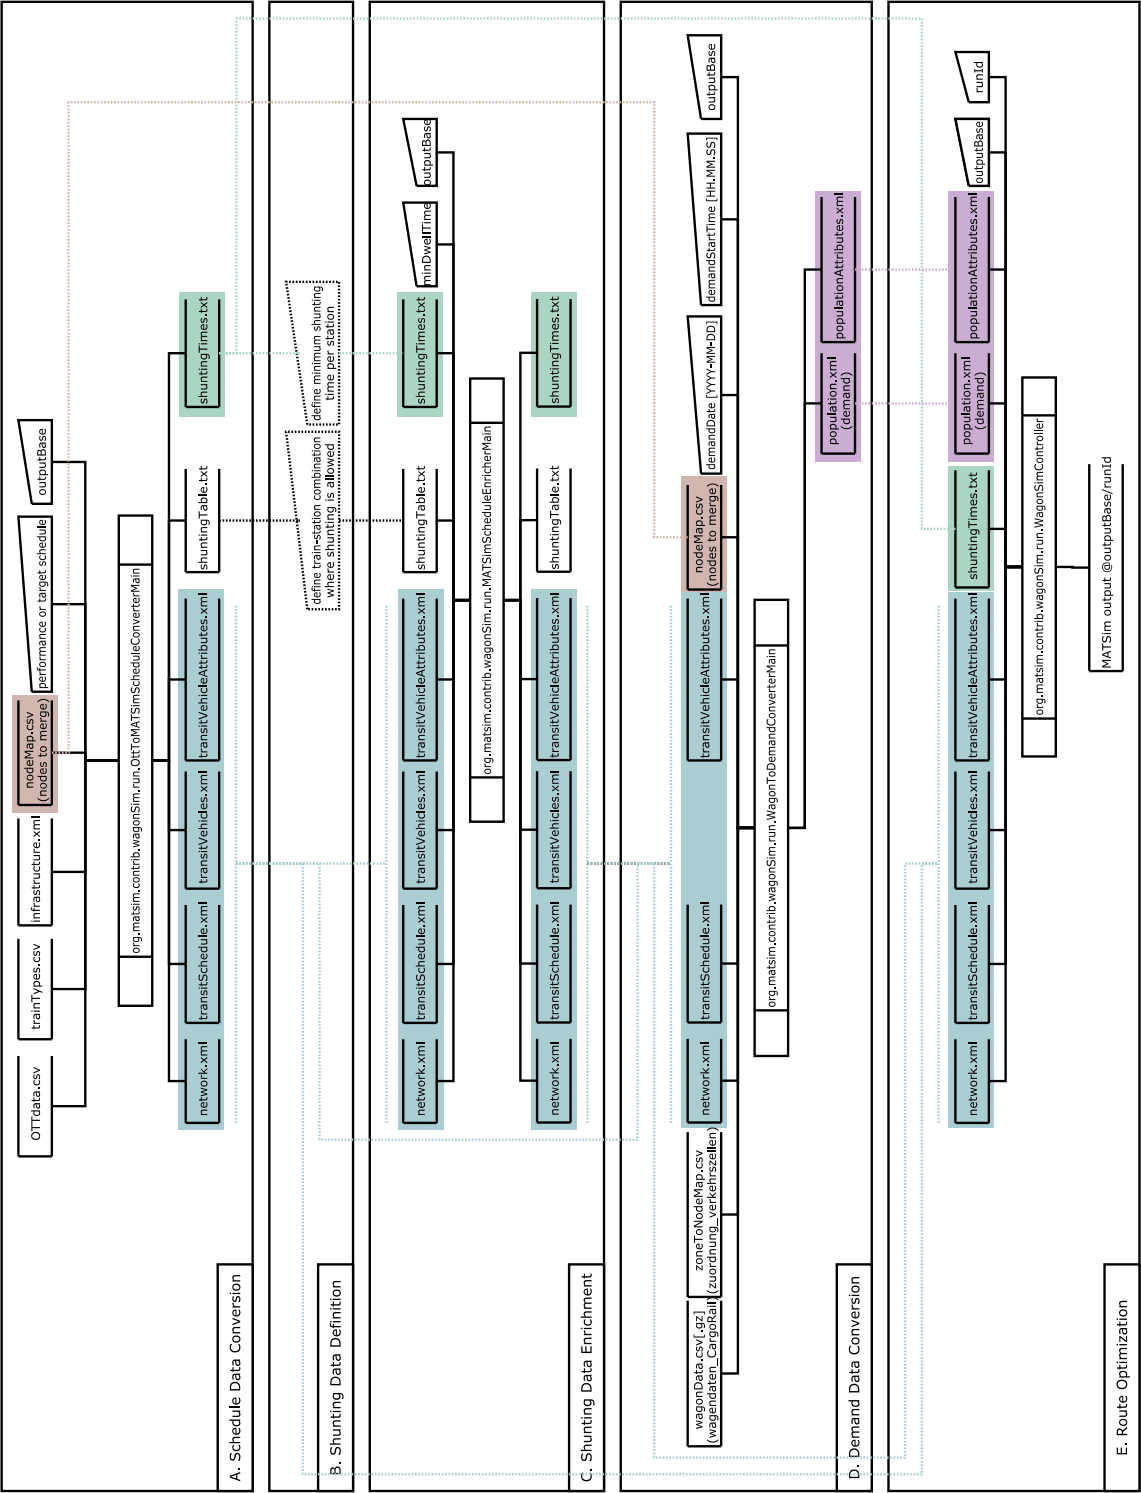 OTTdata.csv
trainTypes.csv
infrastructure.xml
nodeMap.csv
(nodes to merge)
performance or target schedule
outputBase
org.matsim.contrib.wagonSim.run.OttToMATSimScheduleConverterMain
network.xml
transitSchedule.xml
transitVehicles.xml
transitVehicleAttributes.xml
shuntingTable.txt
shuntingTimes.txt
A. Schedule Data Conversion
define train-station combination
where shunting is allowed
define minimum shunting
time per station
B. Shunting Data Definition
network.xml
transitSchedule.xml
transitVehicles.xml
transitVehicleAttributes.xml
shuntingTable.txt
shuntingTimes.txt
minDwellTime
outputBase
org.matsim.contrib.wagonSim.run.MATSimScheduleEnricherMain
network.xml
transitSchedule.xml
transitVehicles.xml
transitVehicleAttributes.xml
shuntingTable.txt
shuntingTimes.txt
C. Shunting Data Enrichment
wagonData.csv[.gz]
(wagendaten_CargoRail)
zoneToNodeMap.csv
(zuordnung_verkehrszellen)
network.xml
transitSchedule.xml
transitVehicleAttributes.xml
nodeMap.csv
(nodes to merge)
demandDate [YYYY-MM-DD]
demandStartTime [HH.MM.SS]
outputBase
org.matsim.contrib.wagonSim.run.WagonToDemandConverterMain
population.xml
(demand)
populationAttributes.xml
D. Demand Data Conversion
network.xml
transitSchedule.xml
transitVehicles.xml
transitVehicleAttributes.xml
shuntingTimes.txt
population.xml
(demand)
populationAttributes.xml
outputBase
runId
org.matsim.contrib.wagonSim.run.WagonSimController
MATSim output @outputBase/runId
E. Route Optimization